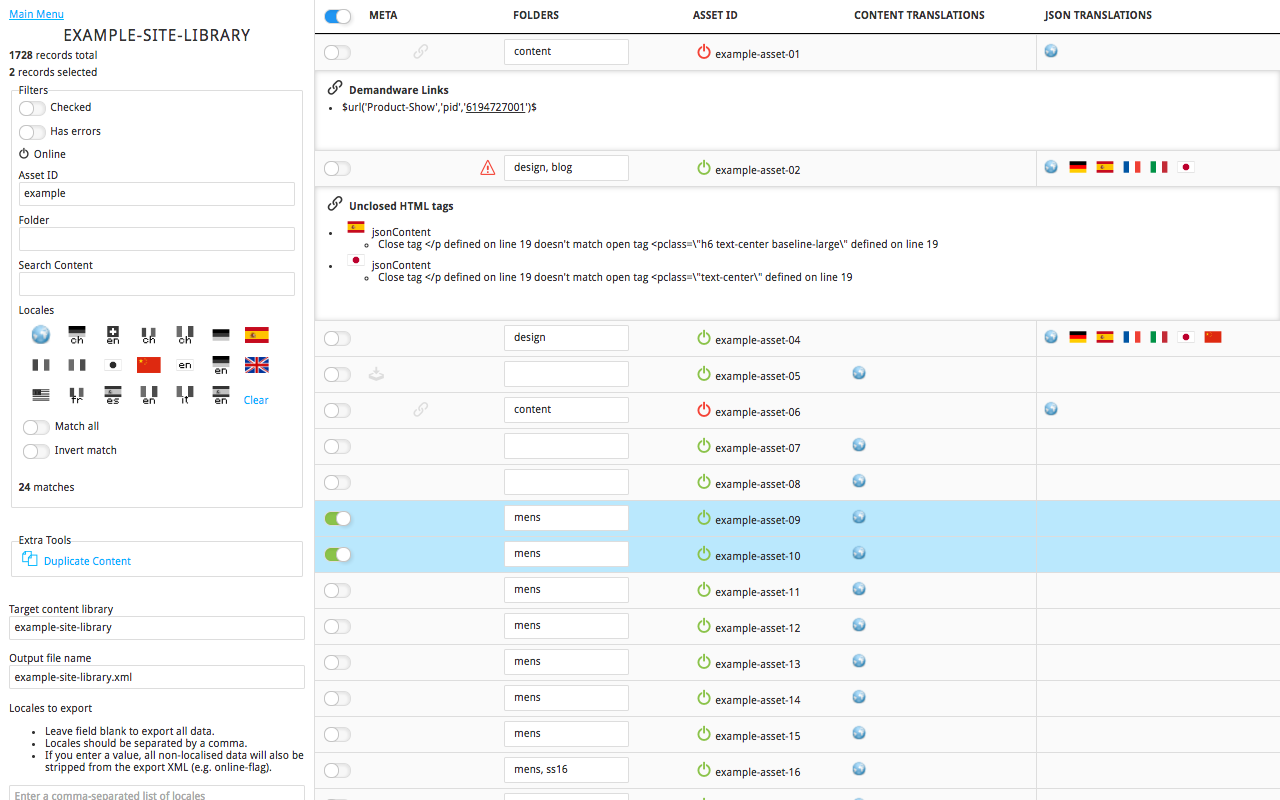 Main Menu
EXAMPLE-SITE-LIBRARY
1728 records total
2 records selected
Filters
Checked
Has errors
Online
Asset ID
example
Folder
Search Content
Locales
ch
en
ch
ch
en
en
fr
es
en
it
en
Clear
Match all
Invert match
24 matches
Extra Tools
Duplicate Content
Target content library
example-site-library
Output file name
example-site-library.xml
Locales to export
• Leave field blank to export all data.
• Locales should be separated by a comma.
• If you enter a value, all non-localised data will also be
stripped from the export XML (e.g. online-flag).
Enter a comma-separated list of locales
META FOLDERS ASSET ID CONTENT TRANSLATIONS JSON TRANSLATIONS
content example-asset-01
Demandware Links
• $url('Product-Show','pid','6194727001')$
design, blog example-asset-02
Unclosed HTML tags
• jsonContent
Close tag </p defined on line 19 doesn't match open tag <pclass=\"h6 text-center baseline-large\" defined on line 19
• jsonContent
Close tag </p defined on line 19 doesn't match open tag <pclass=\"text-center\" defined on line 19
design example-asset-04
example-asset-05
content example-asset-06
example-asset-07
example-asset-08
mens example-asset-09
mens example-asset-10
mens example-asset-11
mens example-asset-12
mens example-asset-13
mens example-asset-14
mens example-asset-15
mens, ss16 example-asset-16